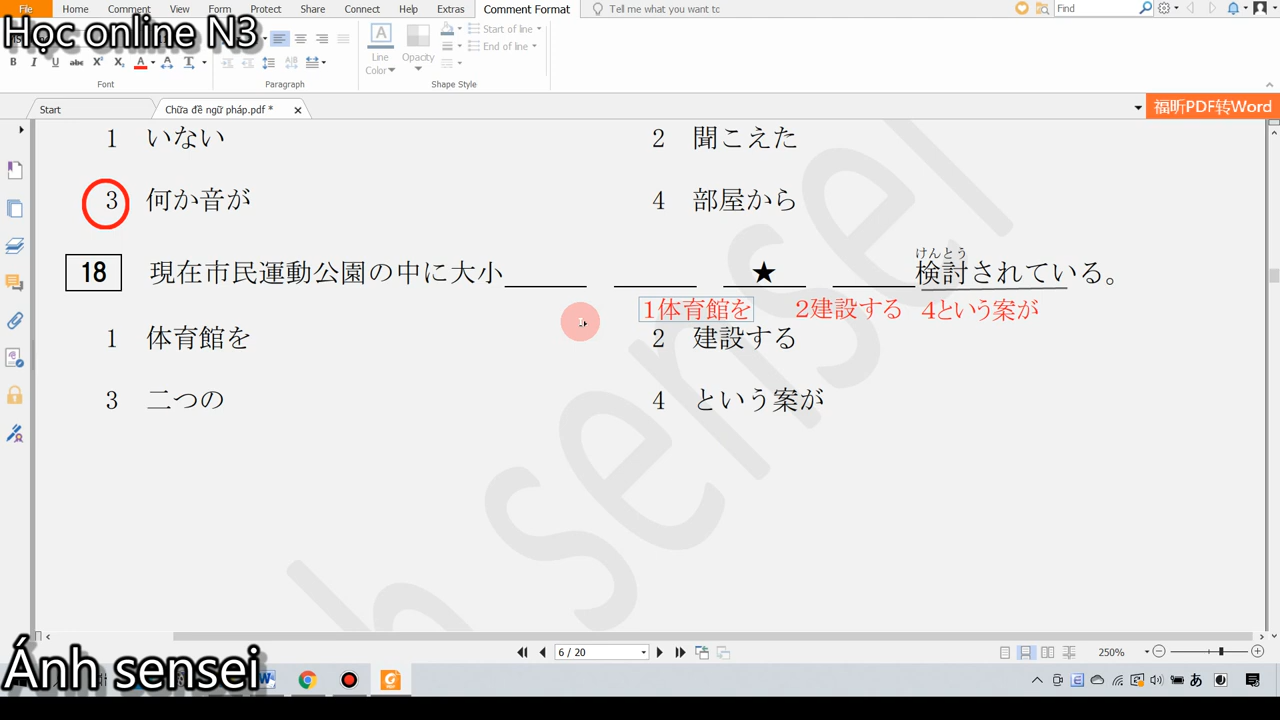 File Home Comment View Form Protect Share Connect Help Extras Comment Format Tell me what you want tc Find
Học online N3
Start of line
End of line
Line Color
Opacity
Font Paragraph Shape Style
Start Chữa đề ngữ pháp.pdf * 福昕PDF转Word
1 いない 2 聞こえた
3 何か音が 4 部屋から
けんとう
18 現在市民運動公園の中に大小 ★ 検討されている。
1体育館を 2建設する 4という案が
1 体育館を 2 建設する
3 二つの 4 という案が
sensei
6 / 20 250%
Ánh sensei